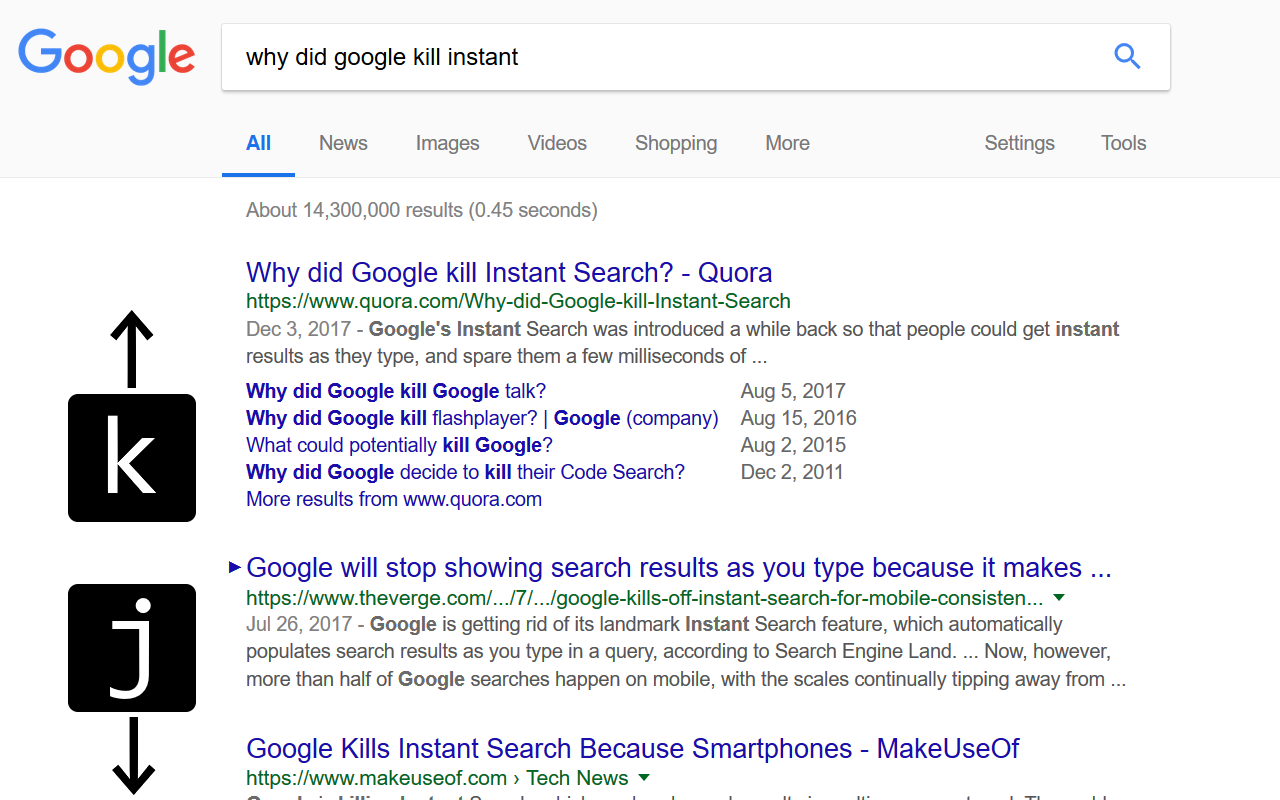 Google
why did google kill instant
All News Images Videos Shopping More Settings Tools
About 14,300,000 results (0.45 seconds)
Why did Google kill Instant Search? - Quora
https://www.quora.com/Why-did-Google-kill-Instant-Search
Dec 3, 2017 - Google's Instant Search was introduced a while back so that people could get instant
results as they type, and spare them a few milliseconds of ...
Why did Google kill Google talk? Aug 5, 2017
Why did Google kill flashplayer? | Google (company) Aug 15, 2016
What could potentially kill Google? Aug 2, 2015
Why did Google decide to kill their Code Search? Dec 2, 2011
More results from www.quora.com
k
Google will stop showing search results as you type because it makes ...
https://www.theverge.com/.../7/.../google-kills-off-instant-search-for-mobile-consisten...
Jul 26, 2017 - Google is getting rid of its landmark Instant Search feature, which automatically
populates search results as you type in a query, according to Search Engine Land. ... Now, however,
more than half of Google searches happen on mobile, with the scales continually tipping away from ...
j
Google Kills Instant Search Because Smartphones - MakeUseOf
https://www.makeuseof.com › Tech News